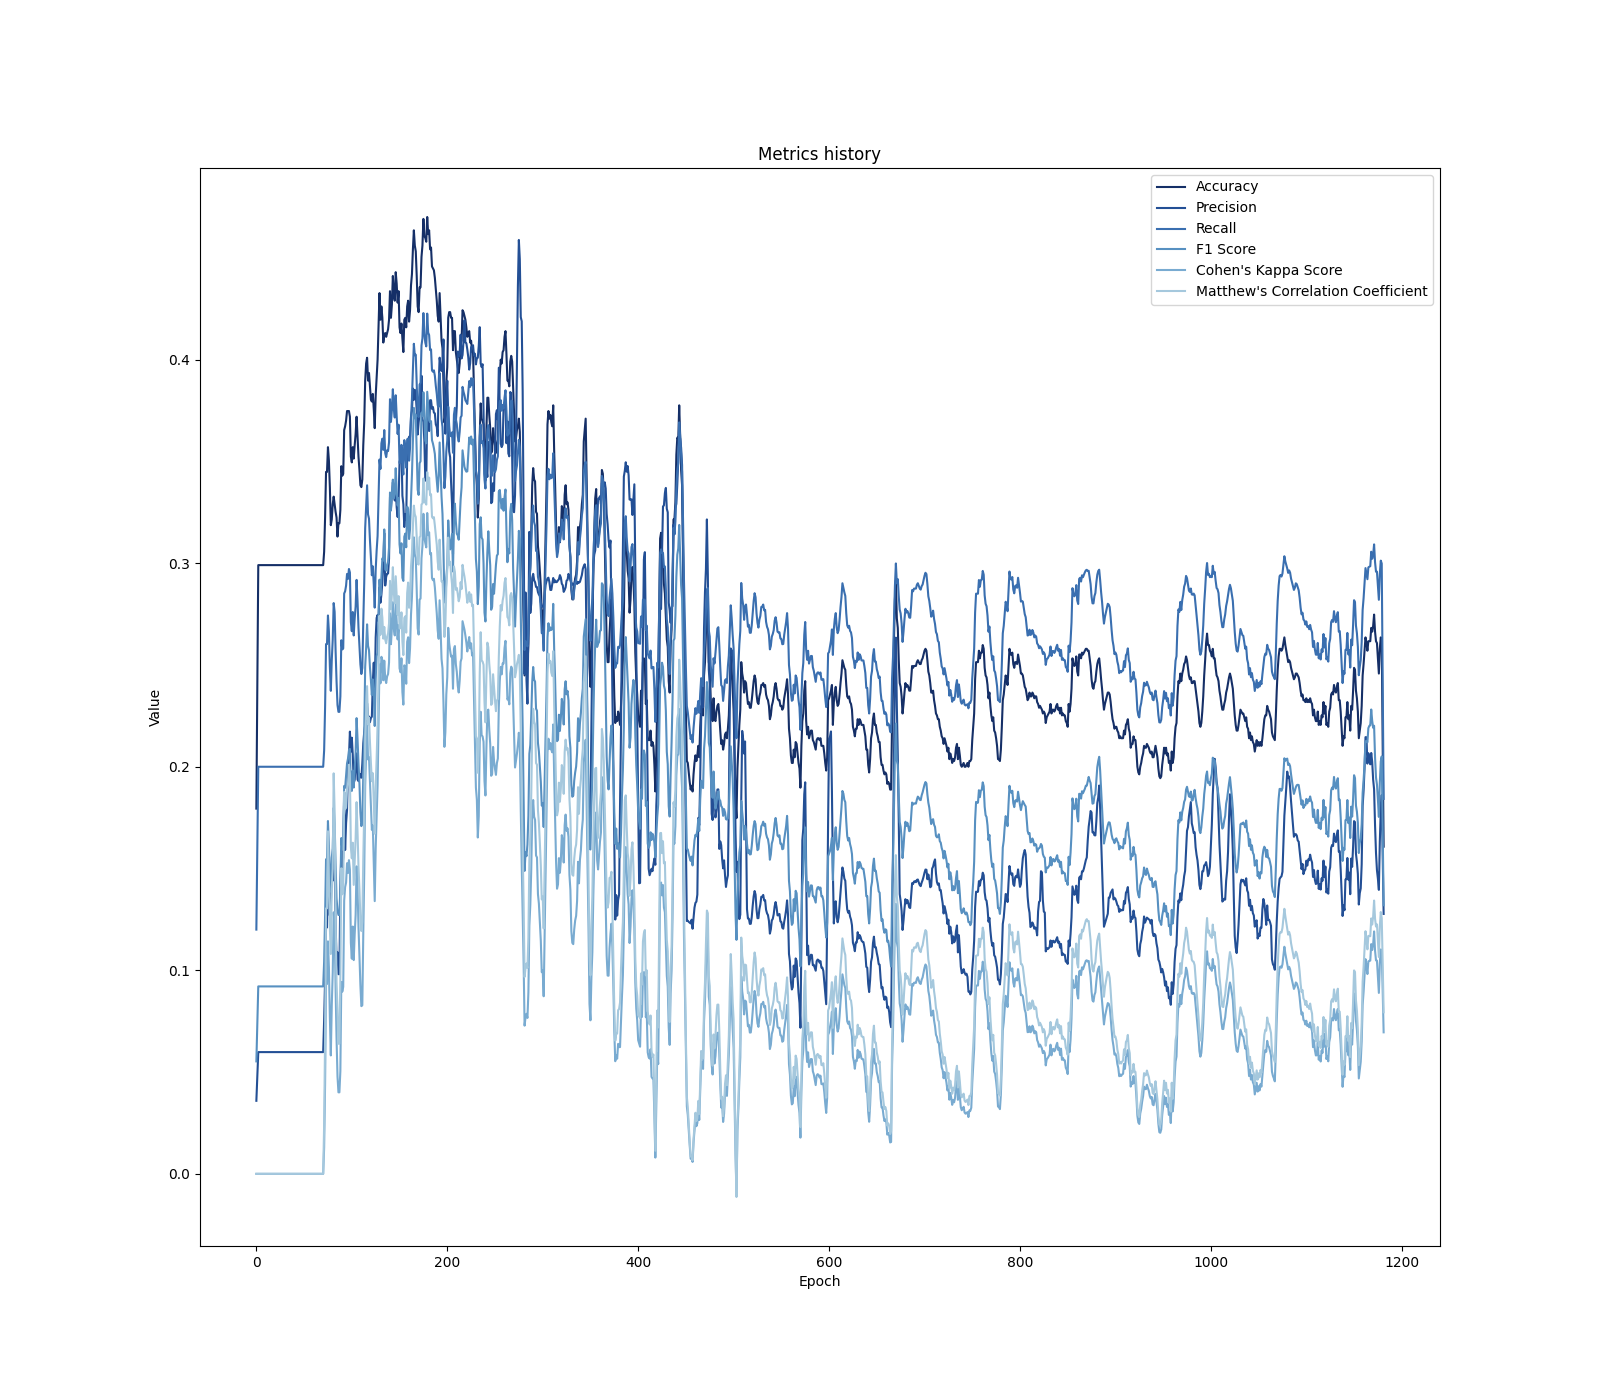 Metrics history
Accuracy
Precision
Recall
F1 Score
Cohen's Kappa Score
Matthew's Correlation Coefficient
Value
0.4
0.3
0.2
0.1
0.0
0 200 400 600 800 1000 1200
Epoch